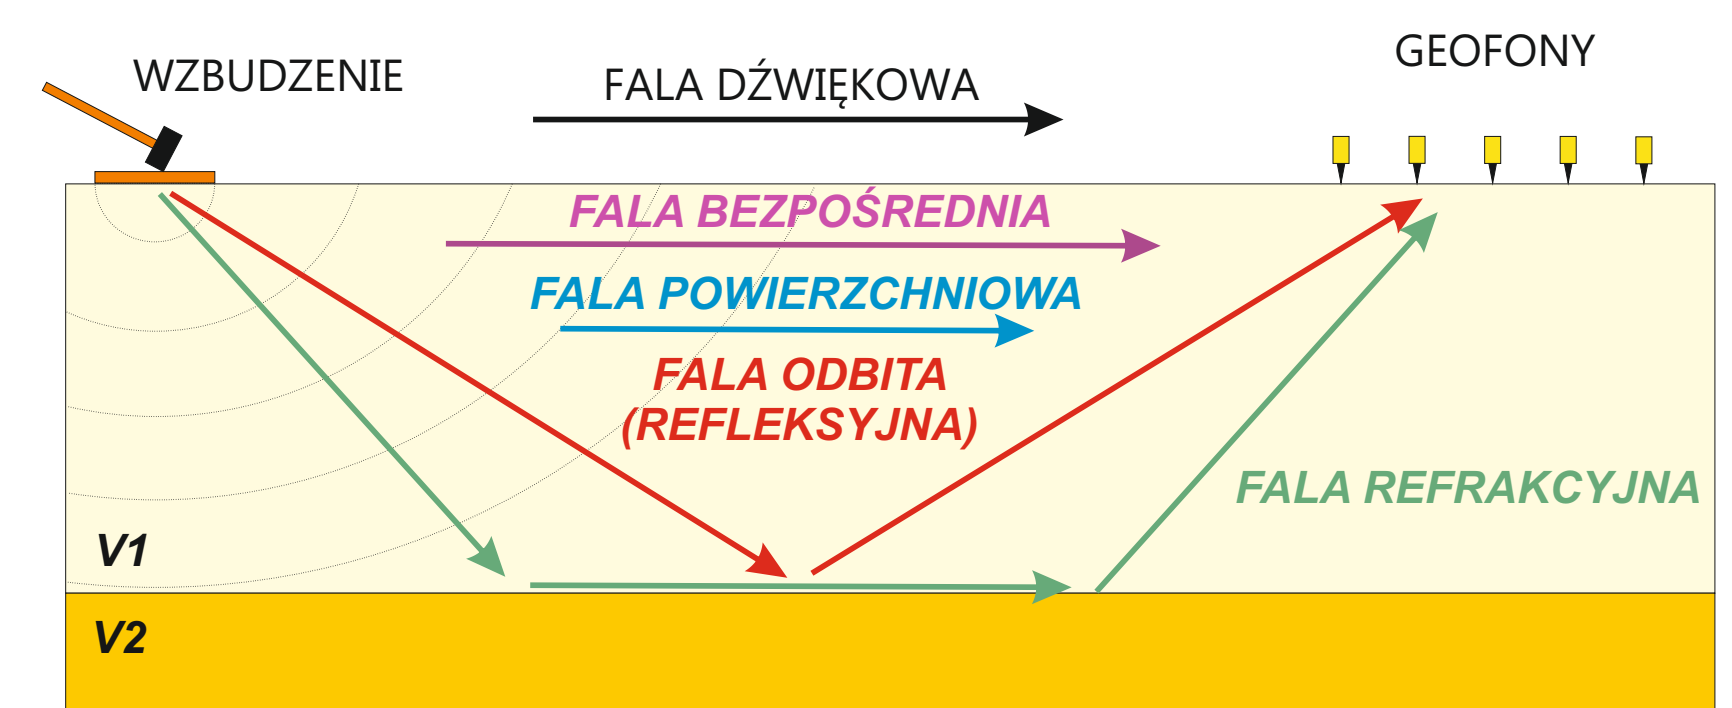 WZBUDZENIE
FALA DŹWIĘKOWA
GEOFONY
FALA BEZPOŚREDNIA
FALA POWIERZCHNIOWA
FALA ODBITA
(REFLEKSYJNA)
FALA REFRAKCYJNA
V1
V2